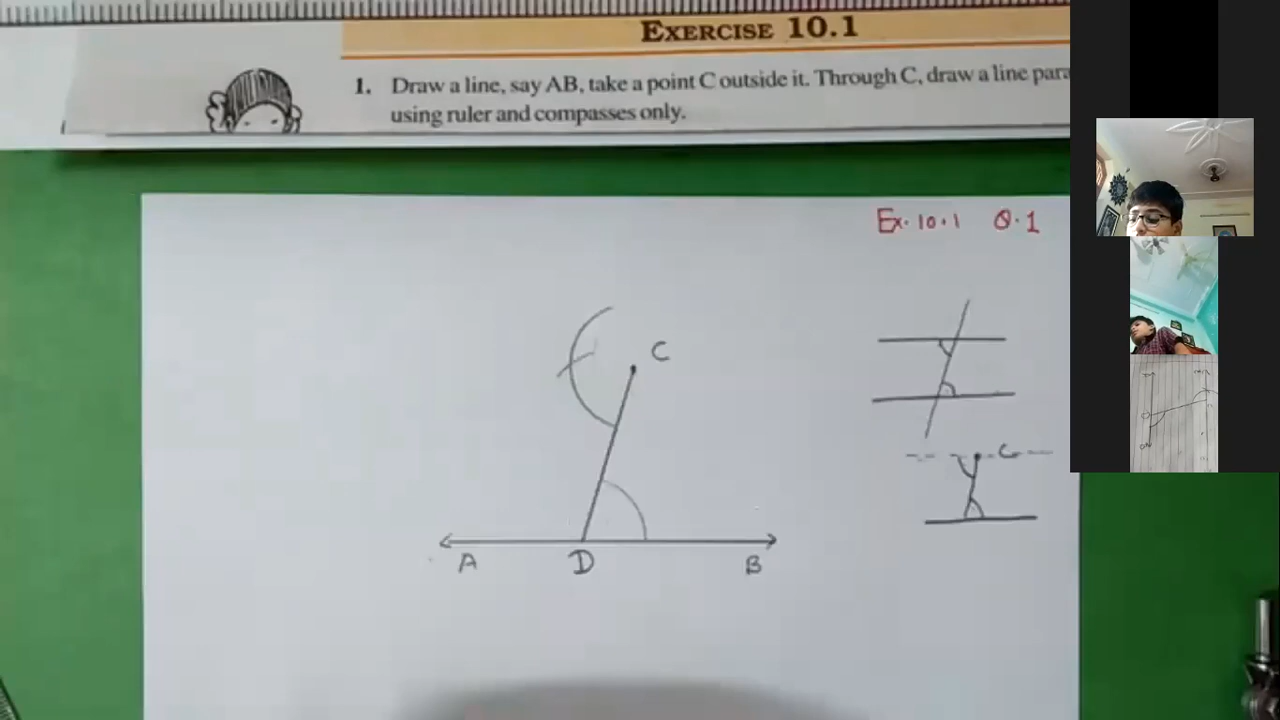 EXERCISE 10.1
1. Draw a line, say AB, take a point C outside it. Through C, draw a line para
using ruler and compasses only.
Ex. 10.1 Q.1
C
A D B
C